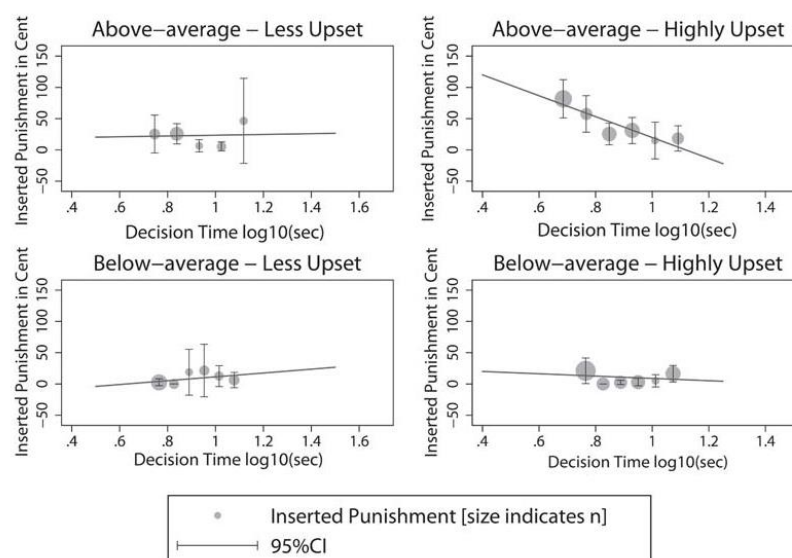 Above−average − Less Upset
Inserted Punishment in Cent
150
100
50
0
−50
.4 .6 .8 1 1.2 1.4 1.6
Decision Time log10(sec)
Above−average − Highly Upset
Inserted Punishment in Cent
150
100
50
0
−50
.4 .6 .8 1 1.2 1.4
Decision Time log10(sec)
Below−average − Less Upset
Inserted Punishment in Cent
150
100
50
0
−50
.4 .6 .8 1 1.2 1.4 1.6
Decision Time log10(sec)
Below−average − Highly Upset
Inserted Punishment in Cent
150
100
50
0
−50
.4 .6 .8 1 1.2 1.4
Decision Time log10(sec)
Inserted Punishment [size indicates n]
95%CI